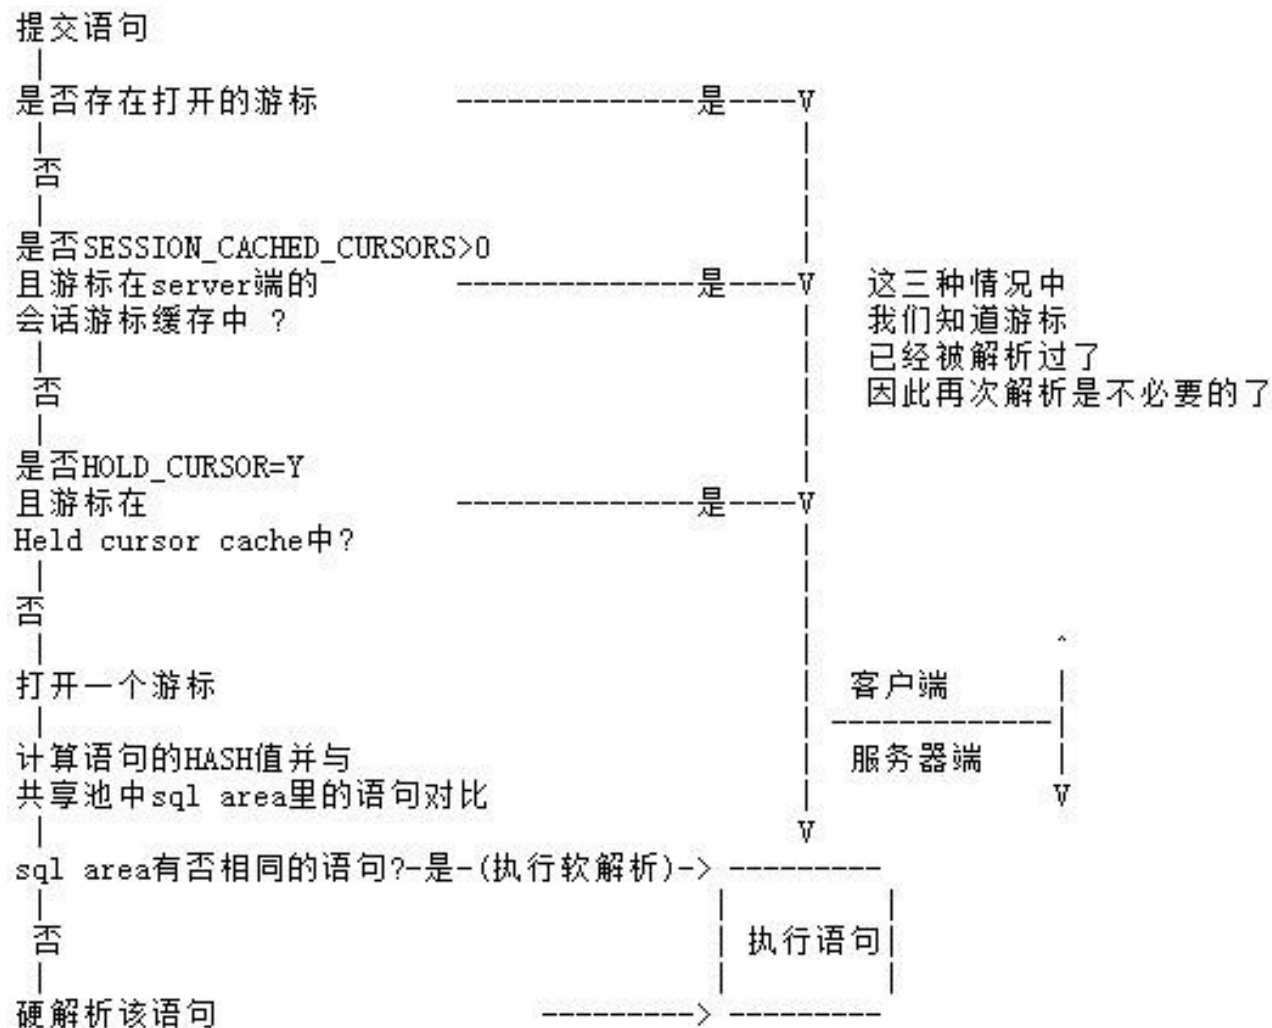 提交语句
是否存在打开的游标 --------------是----V
否
是否SESSION_CACHED_CURSORS>0
且游标在server端的 --------------是----V 这三种情况中
会话游标缓存中 ? 我们知道游标
已经被解析过了
否 因此再次解析是不必要的了
是否HOLD_CURSOR=Y
且游标在 --------------是----V
Held cursor cache中?
否
打开一个游标 客户端
计算语句的HASH值并与 服务器端
共享池中sql area里的语句对比
sql area有否相同的语句?-是-(执行软解析)-> ---------
否 执行语句
硬解析该语句 ---------> ---------